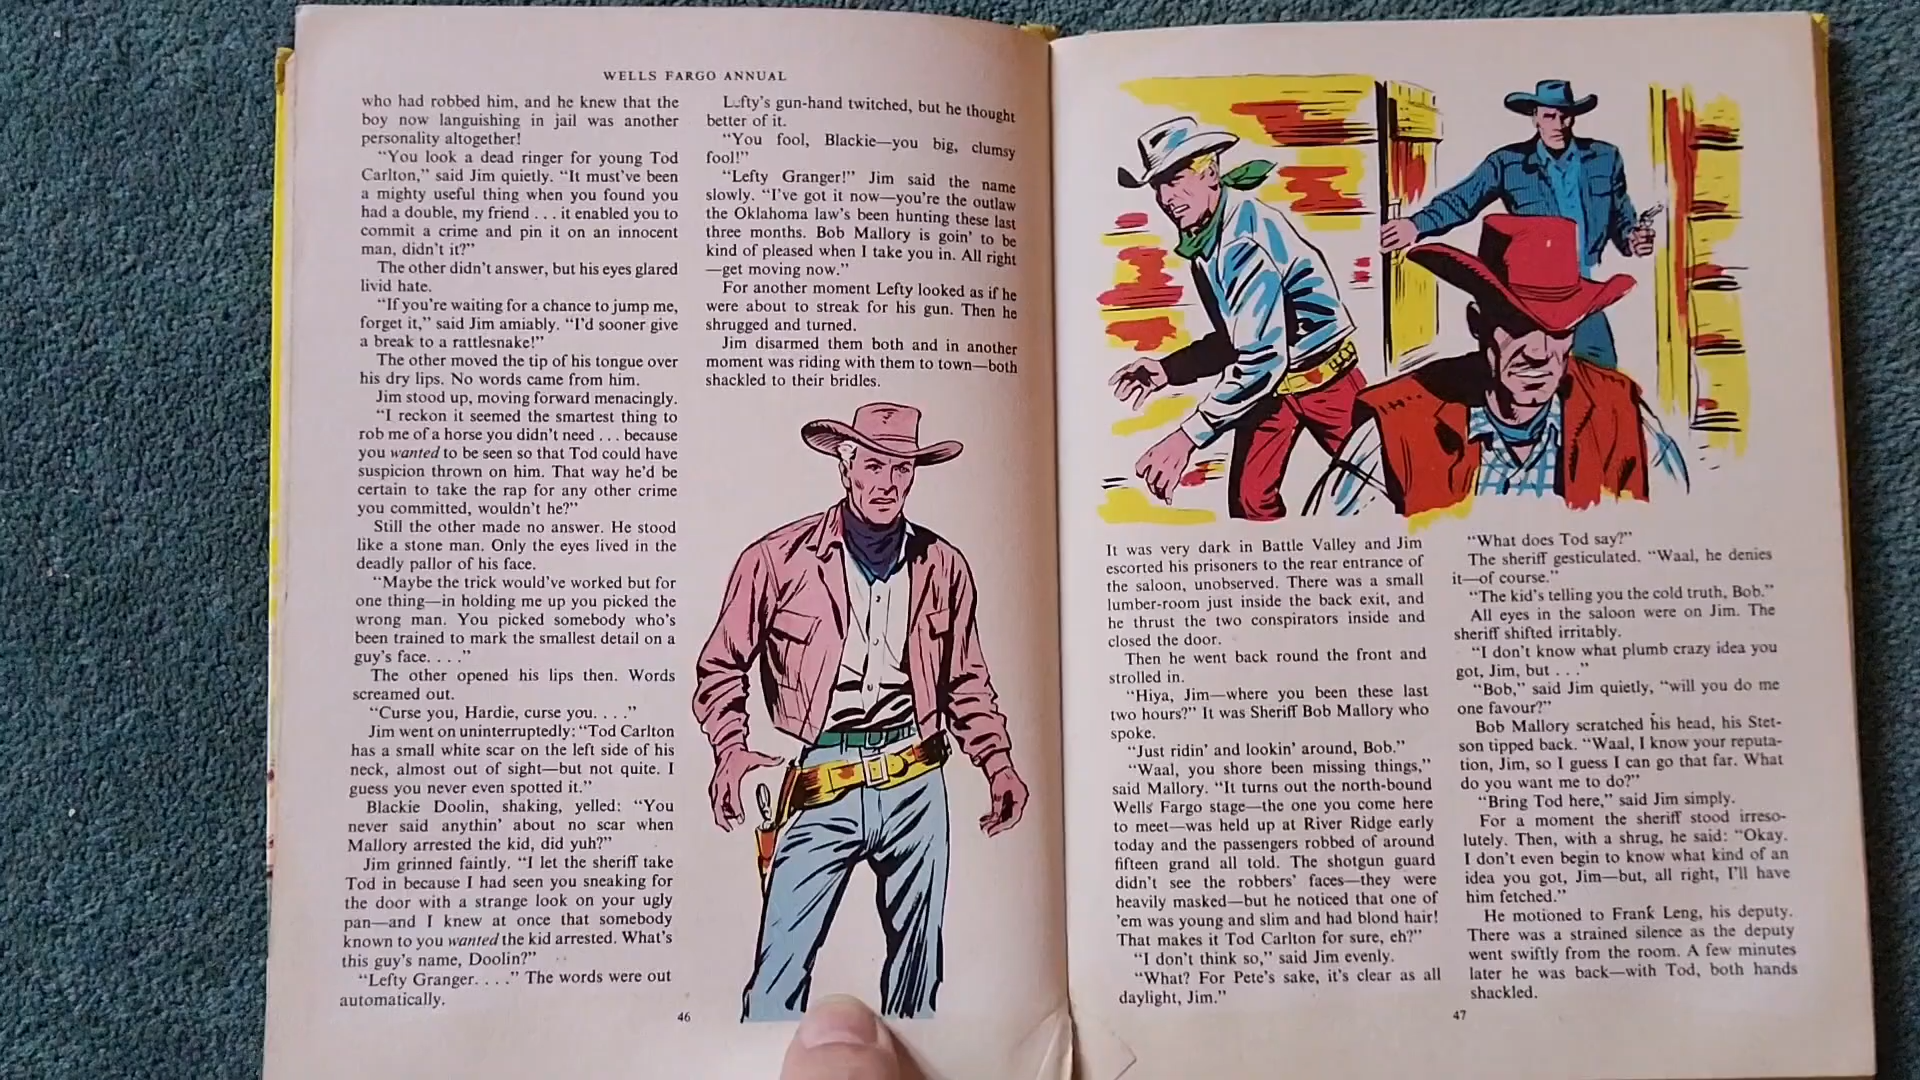 WELLS FARGO ANNUAL
who had robbed him, and he knew that the
boy now languishing in jail was another
personality altogether!
"You look a dead ringer for young Tod
Carlton," said Jim quietly. "It must've been
a mighty useful thing when you found you
had a double, my friend . . . it enabled you to
commit a crime and pin it on an innocent
man, didn't it?"
The other didn't answer, but his eyes glared
livid hate.
"If you're waiting for a chance to jump me,
forget it," said Jim amiably. "I'd sooner give
a break to a rattlesnake!"
The other moved the tip of his tongue over
his dry lips. No words came from him.
Jim stood up, moving forward menacingly.
"I reckon it seemed the smartest thing to
rob me of a horse you didn't need . . . because
you wanted to be seen so that Tod could have
suspicion thrown on him. That way he'd be
certain to take the rap for any other crime
you committed, wouldn't he?"
Still the other made no answer. He stood
like a stone man. Only the eyes lived in the
deadly pallor of his face.
"Maybe the trick would've worked but for
one thing—in holding me up you picked the
wrong man. You picked somebody who's
been trained to mark the smallest detail on a
guy's face. . . ."
The other opened his lips then. Words
screamed out.
"Curse you, Hardie, curse you. . . ."
Jim went on uninterruptedly: "Tod Carlton
has a small white scar on the left side of his
neck, almost out of sight—but not quite. I
guess you never even spotted it."
Blackie Doolin, shaking, yelled: "You
never said anythin' about no scar when
Mallory arrested the kid, did yuh?"
Jim grinned faintly. "I let the sheriff take
Tod in because I had seen you sneaking for
the door with a strange look on your ugly
pan—and I knew at once that somebody
known to you wanted the kid arrested. What's
this guy's name, Doolin?"
"Lefty Granger. . . ." The words were out
automatically.
Lefty's gun-hand twitched, but he thought
better of it.
"You fool, Blackie—you big, clumsy
fool!"
"Lefty Granger!" Jim said the name
slowly. "I've got it now—you're the outlaw
the Oklahoma law's been hunting these last
three months. Bob Mallory is goin' to be
kind of pleased when I take you in. All right
—get moving now."
For another moment Lefty looked as if he
were about to streak for his gun. Then he
shrugged and turned.
Jim disarmed them both and in another
moment was riding with them to town—both
shackled to their bridles.
46
It was very dark in Battle Valley and Jim
escorted his prisoners to the rear entrance of
the saloon, unobserved. There was a small
lumber-room just inside the back exit, and
he thrust the two conspirators inside and
closed the door.
Then he went back round the front and
strolled in.
"Hiya, Jim—where you been these last
two hours?" It was Sheriff Bob Mallory who
spoke.
"Just ridin' and lookin' around, Bob."
"Waal, you shore been missing things,"
said Mallory. "It turns out the north-bound
Wells Fargo stage—the one you come here
to meet—was held up at River Ridge early
today and the passengers robbed of around
fifteen grand all told. The shotgun guard
didn't see the robbers' faces—they were
heavily masked—but he noticed that one of
'em was young and slim and had blond hair!
That makes it Tod Carlton for sure, eh?"
"I don't think so," said Jim evenly.
"What? For Pete's sake, it's clear as all
daylight, Jim."
"What does Tod say?"
The sheriff gesticulated. "Waal, he denies
it—of course."
"The kid's telling you the cold truth, Bob."
All eyes in the saloon were on Jim. The
sheriff shifted irritably.
"I don't know what plumb crazy idea you
got, Jim, but . . ."
"Bob," said Jim quietly, "will you do me
one favour?"
Bob Mallory scratched his head, his Stet-
son tipped back. "Waal, I know your reputa-
tion, Jim, so I guess I can go that far. What
do you want me to do?"
"Bring Tod here," said Jim simply.
For a moment the sheriff stood irreso-
lutely. Then, with a shrug, he said: "Okay.
I don't even begin to know what kind of an
idea you got, Jim—but, all right, I'll have
him fetched."
He motioned to Frank Leng, his deputy.
There was a strained silence as the deputy
went swiftly from the room. A few minutes
later he was back—with Tod, both hands
shackled.
47